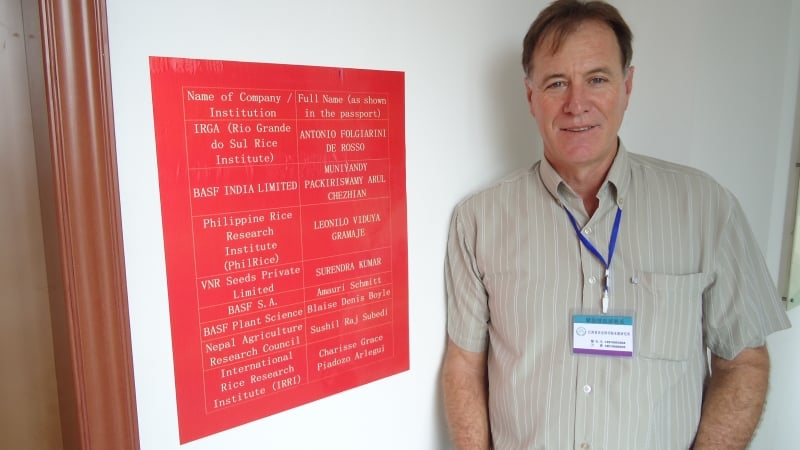 Name of Company /
Institution
Full Name (as shown
in the passport)
IRGA (Rio Grande
do Sul Rice
Institute)
ANTONIO FOLGIARINI
DE ROSSO
BASF INDIA LIMITED
MUNIYANDY
PACKIRISWAMY ARUL
CHEZHIAN
Philippine Rice
Research
Institute
(PhilRice)
LEONILO VIDUYA
GRAMAJE
VNR Seeds Private
Limited
SURENDRA KUMAR
BASF S.A.
Amauri Schmitt
BASF Plant Science
Blaise Denis Boyle
Nepal Agriculture
Research Council
Sushil Raj Subedi
International
Rice Research
Institute (IRRI)
Charisse Grace
Piadozo Arlegui